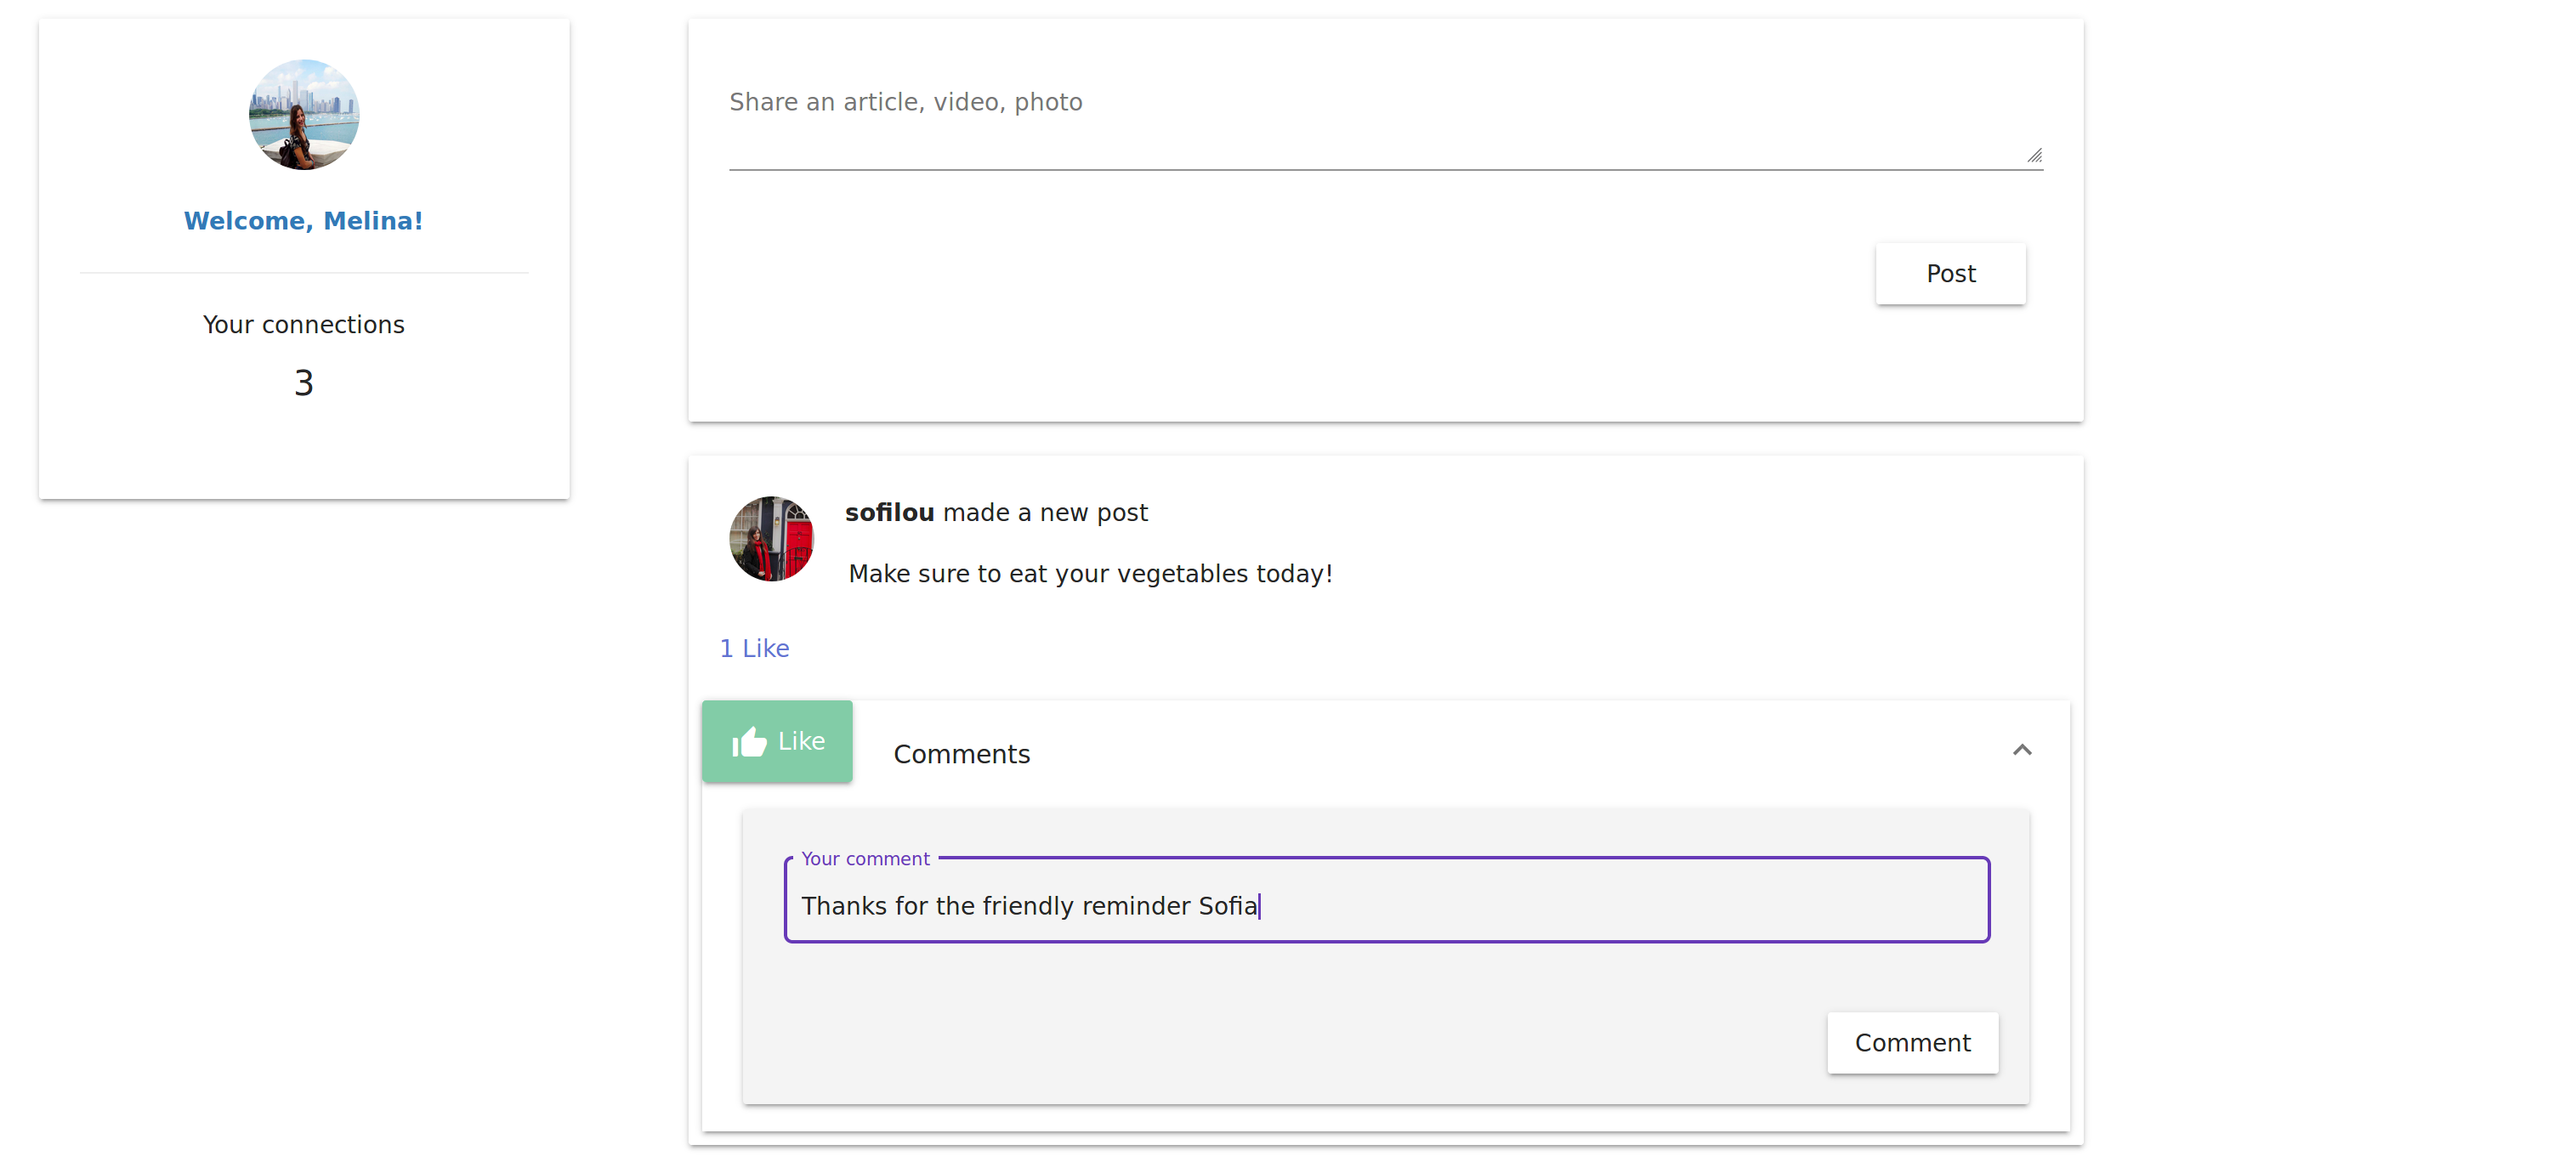 Welcome, Melina!
Your connections
3
Share an article, video, photo
Post
sofilou made a new post
Make sure to eat your vegetables today!
1 Like
Like
Comments
Your comment
Thanks for the friendly reminder Sofia
Comment